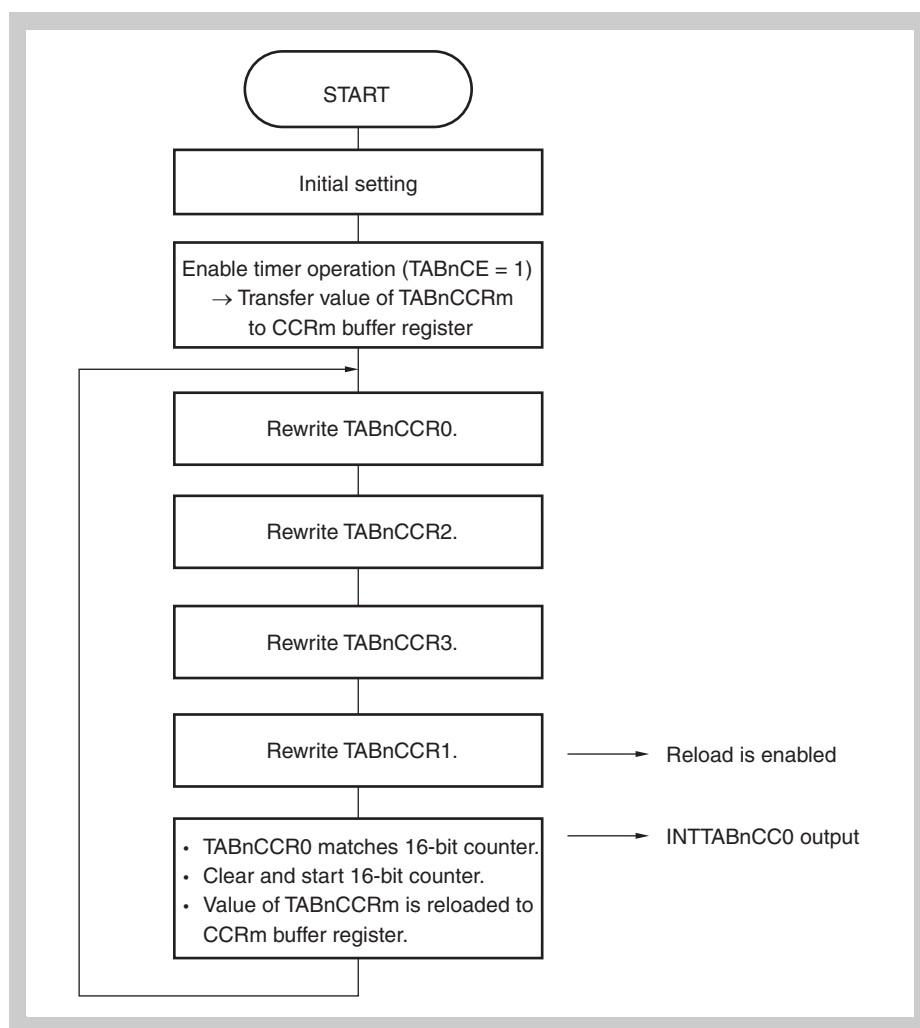 START
Initial setting
Enable timer operation (TABnCE = 1)
→ Transfer value of TABnCCRm
to CCRm buffer register
Rewrite TABnCCR0.
Rewrite TABnCCR2.
Rewrite TABnCCR3.
Rewrite TABnCCR1.
Reload is enabled
• TABnCCR0 matches 16-bit counter.
• Clear and start 16-bit counter.
• Value of TABnCCRm is reloaded to
CCRm buffer register.
INTTABnCC0 output